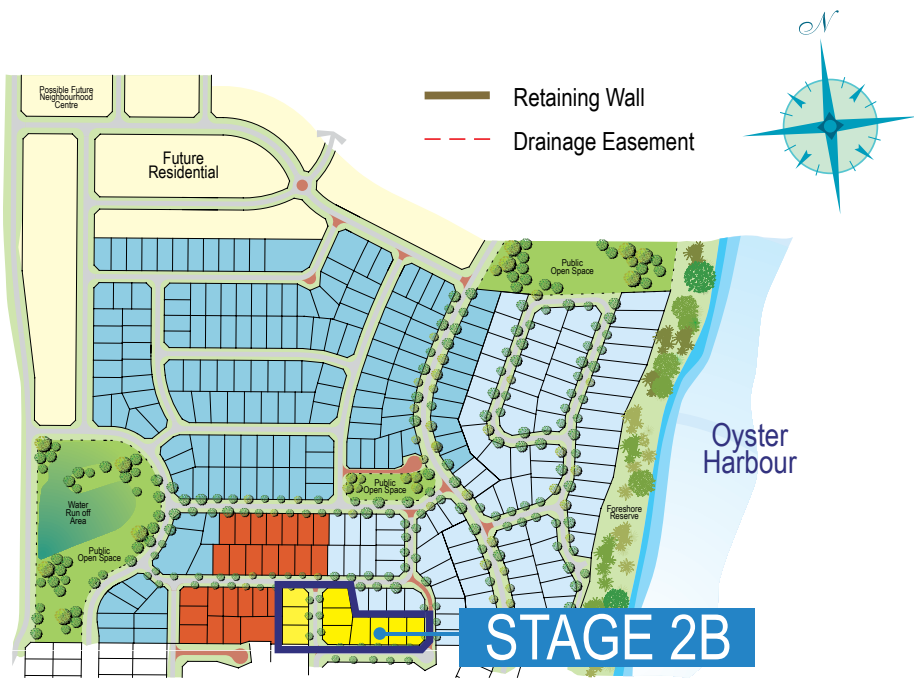 N
Possible Future
Neighbourhood
Centre
Retaining Wall
Drainage Easement
Future
Residential
Public
Open Space
Oyster
Harbour
Public
Open Space
Water
Run off
Area
Foreshore
Reserve
Public
Open Space
STAGE 2B